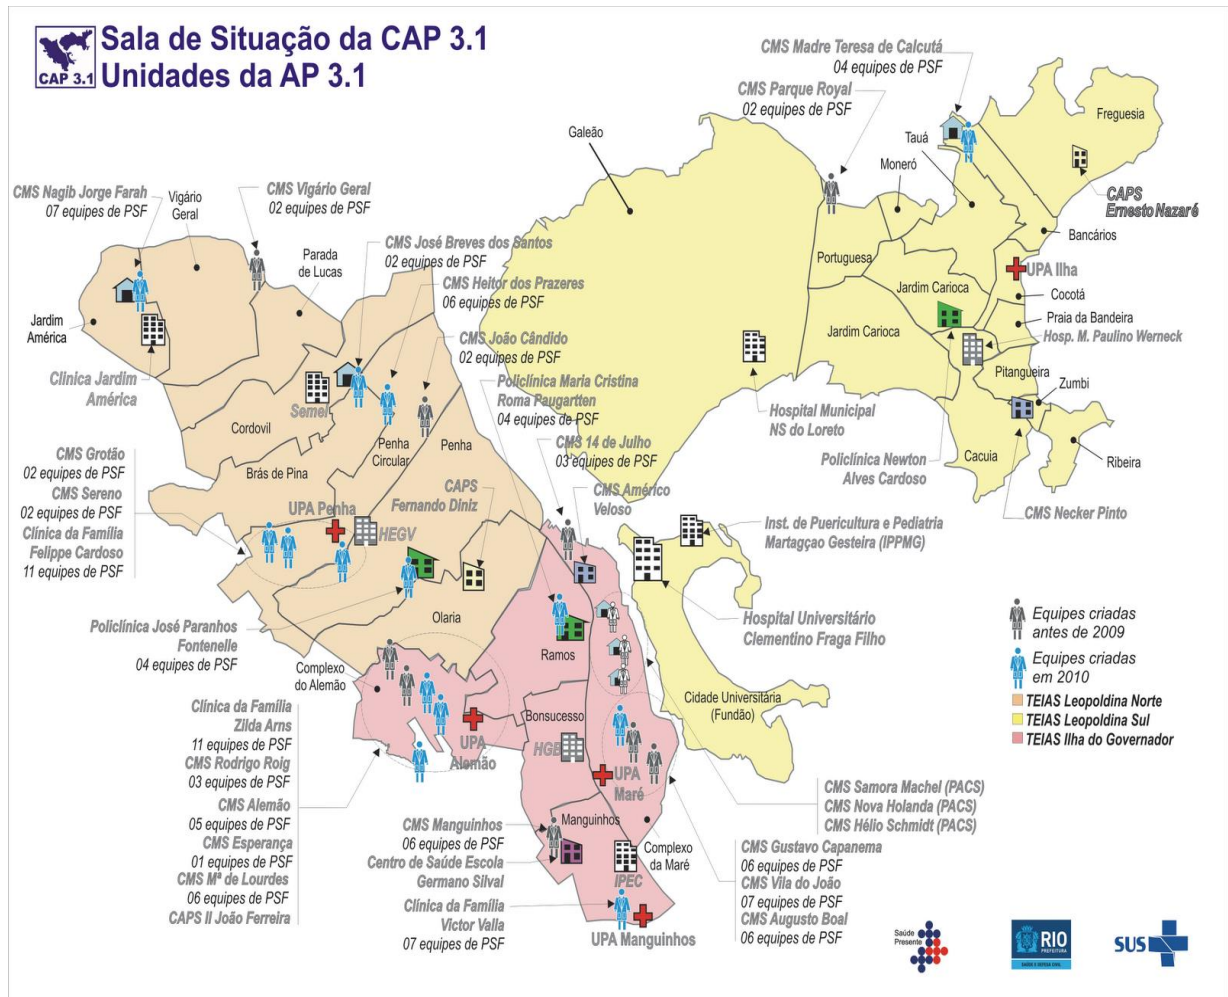 Sala de Situação da CAP 3.1
Unidades da AP 3.1
CAP 3.1
CMS Madre Teresa de Calcutá
04 equipes de PSF
CMS Parque Royal
02 equipes de PSF
Freguesia
Galeão
Tauá
Moneró
CAPS
Ernesto Nazaré
Bancários
UPA Ilha
Portuguesa
Jardim Carioca
Cocotá
Praia da Bandeira
Hosp. M. Paulino Werneck
Jardim Carioca
Pitangueira
Zumbi
Hospital Municipal
NS do Loreto
Policlínica Newton
Alves Cardoso
Cacuia
Ribeira
CMS Necker Pinto
CMS Nagib Jorge Farah
07 equipes de PSF
Vigário
Geral
CMS Vigário Geral
02 equipes de PSF
Parada
de Lucas
CMS José Breves dos Santos
02 equipes de PSF
CMS Heitor dos Prazeres
06 equipes de PSF
Jardim
América
CMS João Cândido
02 equipes de PSF
Clinica Jardim
América
Semel
Policlínica Maria Cristina
Roma Paugartten
04 equipes de PSF
Cordovil
Penha
Circular
Penha
CMS 14 de Julho
03 equipes de PSF
CMS Grotão
02 equipes de PSF
CMS Sereno
02 equipes de PSF
Clínica da Família
Felippe Cardoso
11 equipes de PSF
Brás de Pina
UPA Penha
HEGV
CAPS
Fernando Diniz
CMS Américo
Veloso
Inst. de Puericultura e Pediatria
Martagçao Gesteira (IPPMG)
Olaria
Policlínica José Paranhos
Fontenelle
04 equipes de PSF
Hospital Universitário
Clementino Fraga Filho
Equipes criadas
antes de 2009
Equipes criadas
em 2010
TEIAS Leopoldina Norte
TEIAS Leopoldina Sul
TEIAS Ilha do Governador
Complexo
do Alemão
Ramos
Cidade Universitária
(Fundão)
Clínica da Família
Zilda Arns
11 equipes de PSF
CMS Rodrigo Roig
03 equipes de PSF
CMS Alemão
05 equipes de PSF
CMS Esperança
01 equipes de PSF
CMS Mª de Lourdes
06 equipes de PSF
CAPS II João Ferreira
Bonsucesso
UPA
Alemão
HGB
UPA
Maré
CMS Samora Machel (PACS)
CMS Nova Holanda (PACS)
CMS Hélio Schmidt (PACS)
Manguinhos
CMS Manguinhos
06 equipes de PSF
Centro de Saúde Escola
Germano Silval
Complexo
da Maré
IPEC
CMS Gustavo Capanema
06 equipes de PSF
CMS Vila do João
07 equipes de PSF
CMS Augusto Boal
06 equipes de PSF
Clínica da Família
Victor Valla
07 equipes de PSF
UPA Manguinhos
Saúde
Presente
RIO
PREFEITURA
SAÚDE E DEFESA CIVIL
SUS